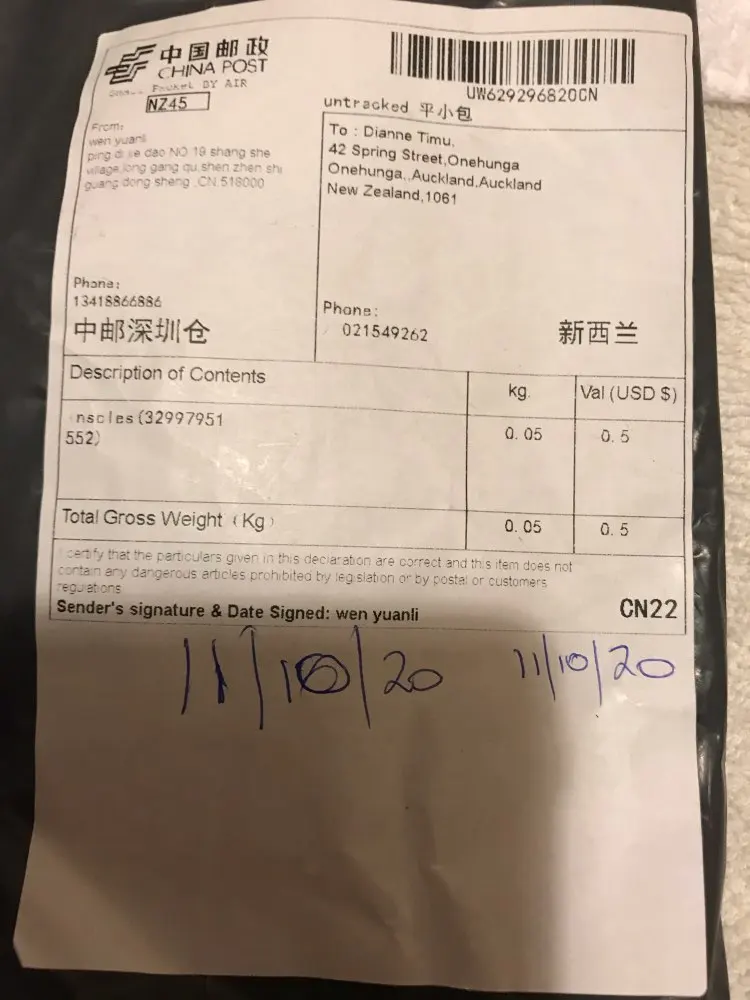 中国邮政
CHINA POST
BY AIR
NZ45
UW629296820CN
untracked 平小包
From:
wen yuanli
ping di lie dao NO 19 shang she
village,long gang qu,shen zhen shi
guang dong sheng ,CN,518000
Phone:
13418866886
中邮深圳仓
To : Dianne Timu,
42 Spring Street,Onehunga
Onehunga,,Auckland,Auckland
New Zealand,1061
Phone:
021549262
新西兰
Description of Contents
kg.
Val (USD $)
(32997951
552)
0.05
0.5
Total Gross Weight (Kg)
0.05
0.5
I certify that the particulars given in this declaration are correct and this item does not
contain any dangerous articles prohibited by legislation or by postal or customers
regulations
Sender's signature & Date Signed: wen yuanli
CN22
11/10/20
11/10/20